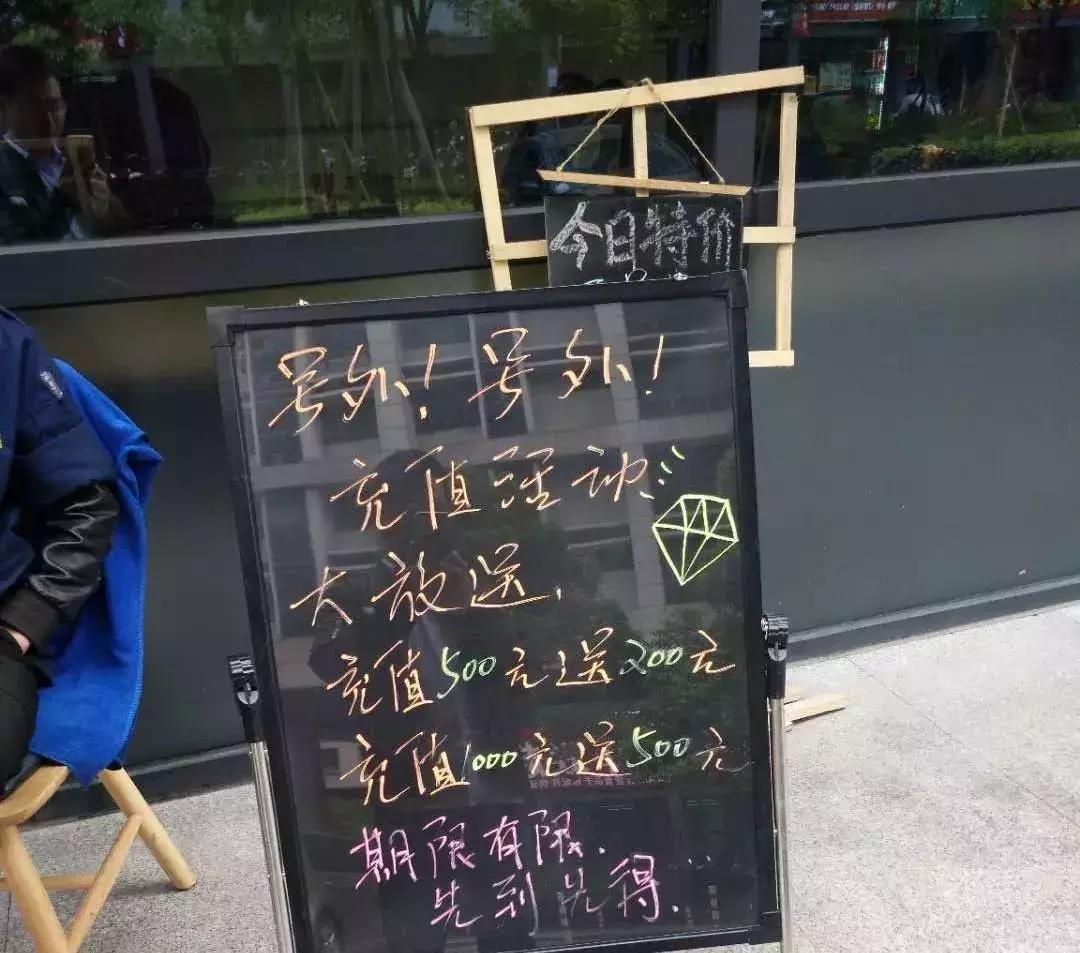 今日特价
号外！号外！
充值活动
大放送，
充值500元送200元
充值1000元送500元
期限有限、
先到先得．